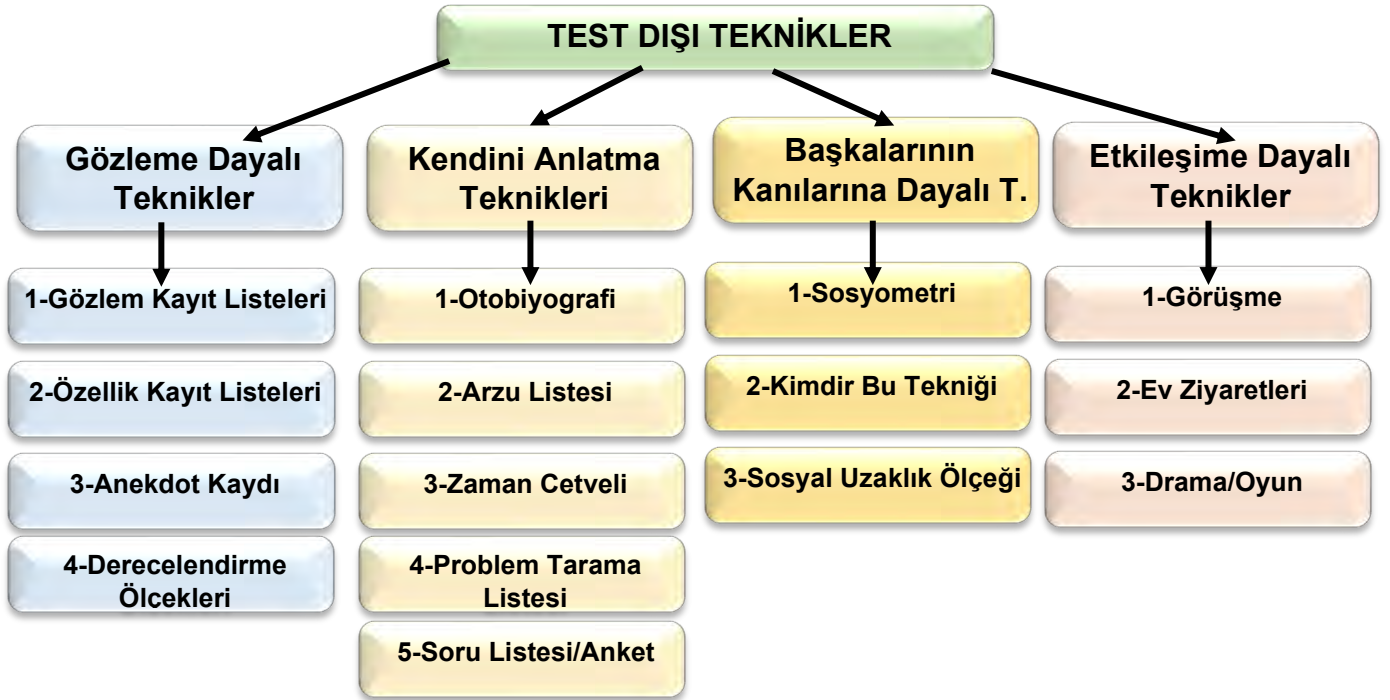 TEST DIŞI TEKNİKLER
Gözleme Dayalı
Teknikler
1-Gözlem Kayıt Listeleri
2-Özellik Kayıt Listeleri
3-Anekdot Kaydı
4-Derecelendirme
Ölçekleri
Kendini Anlatma
Teknikleri
1-Otobiyografi
2-Arzu Listesi
3-Zaman Cetveli
4-Problem Tarama
Listesi
5-Soru Listesi/Anket
Başkalarının
Kanılarına Dayalı T.
1-Sosyometri
2-Kimdir Bu Tekniği
3-Sosyal Uzaklık Ölçeği
Etkileşime Dayalı
Teknikler
1-Görüşme
2-Ev Ziyaretleri
3-Drama/Oyun